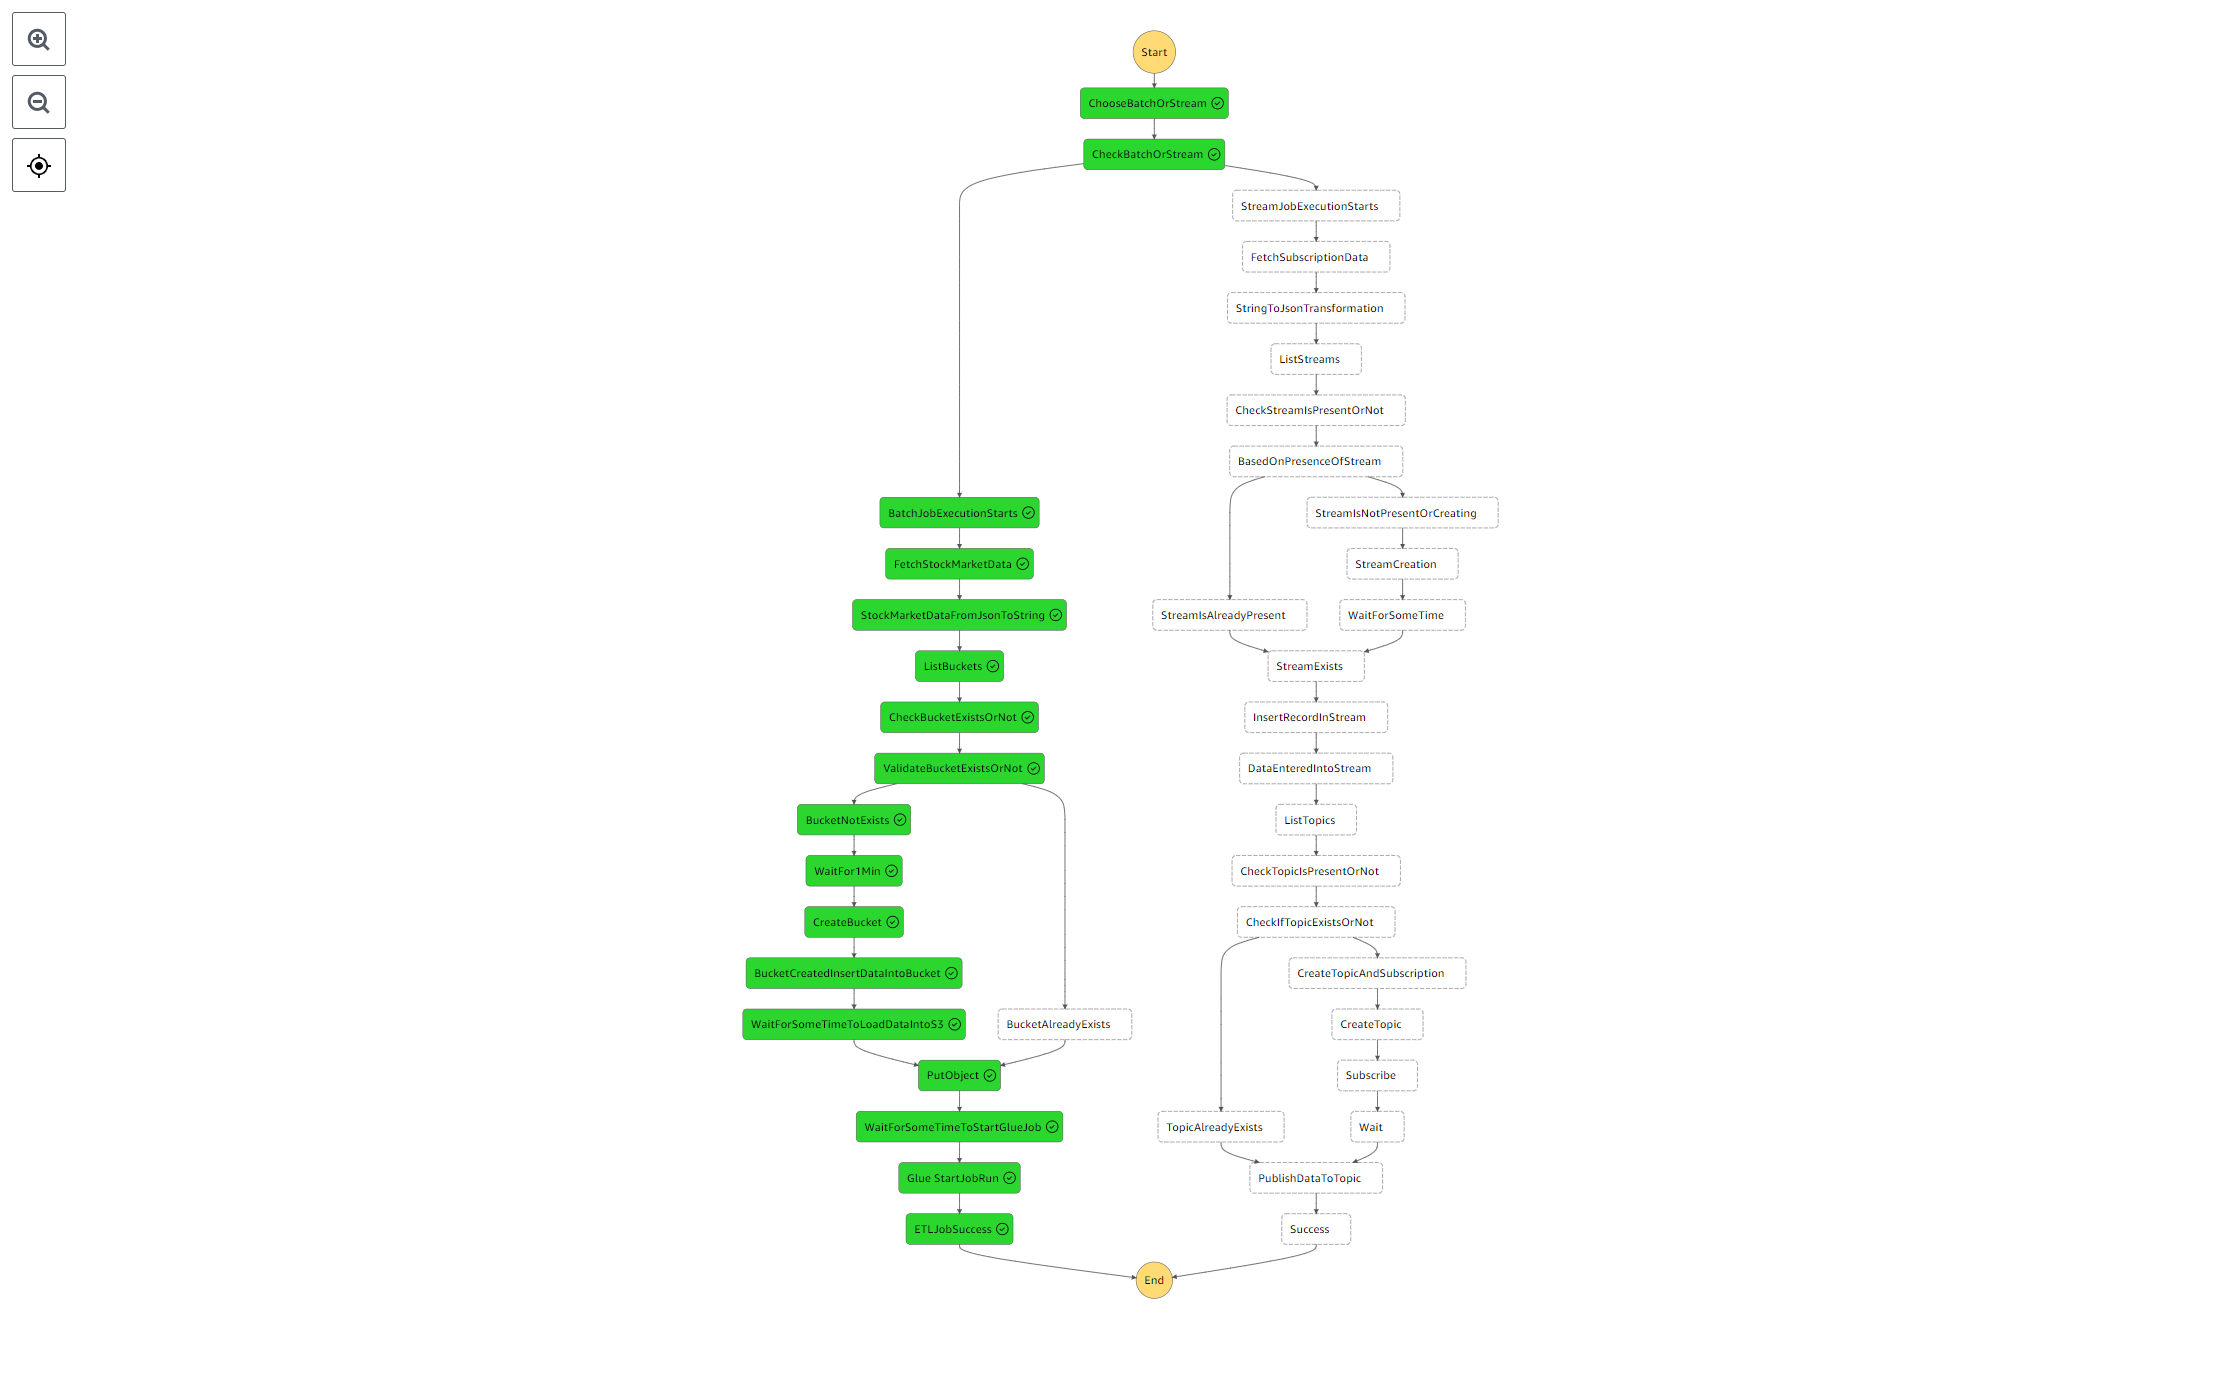 Start
ChooseBatchOrStream
CheckBatchOrStream
StreamJobExecutionStarts
FetchSubscriptionData
StringToJsonTransformation
ListStreams
CheckStreamIsPresentOrNot
BasedOnPresenceOfStream
BatchJobExecutionStarts
StreamIsNotPresentOrCreating
FetchStockMarketData
StreamCreation
StockMarketDataFromJsonToString
StreamIsAlreadyPresent
WaitForSomeTime
ListBuckets
StreamExists
CheckBucketExistsOrNot
InsertRecordInStream
ValidateBucketExistsOrNot
DataEnteredIntoStream
BucketNotExists
ListTopics
WaitFor1Min
CheckTopicIsPresentOrNot
CreateBucket
CheckIfTopicExistsOrNot
BucketCreatedInsertDataIntoBucket
CreateTopicAndSubscription
WaitForSomeTimeToLoadDataIntoS3
BucketAlreadyExists
CreateTopic
PutObject
Subscribe
WaitForSomeTimeToStartGlueJob
TopicAlreadyExists
Wait
Glue StartJobRun
PublishDataToTopic
ETLJobSuccess
Success
End